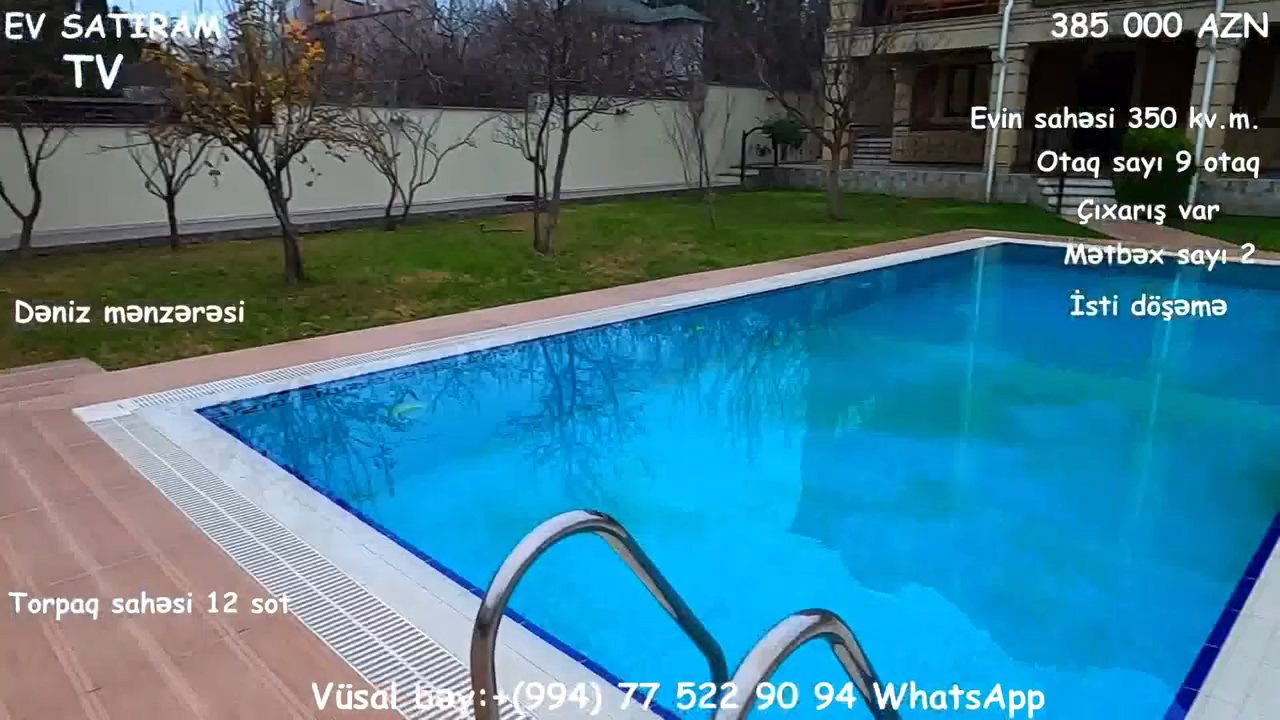 EV SATIRAM
TV
385 000 AZN
Evin sahəsi 350 kv.m.
Otaq sayı 9 otaq
Çıxarış var
Mətbəx sayı 2
İsti döşəmə
Dəniz mənzərəsi
Torpaq sahəsi 12 sot
Vüsal bəy:+(994) 77 522 90 94 WhatsApp